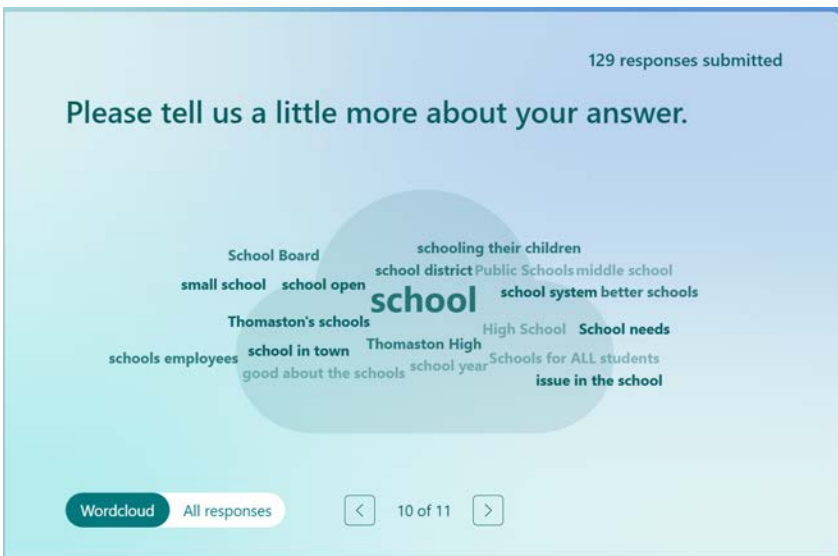 129 responses submitted
Please tell us a little more about your answer.
School Board schooling their children
school district Public Schools middle school
small school school open school school system better schools
Thomaston's schools High School School needs
schools employees school in town Thomaston High Schools for ALL students
good about the schools school year issue in the school
Wordcloud All responses 10 of 11